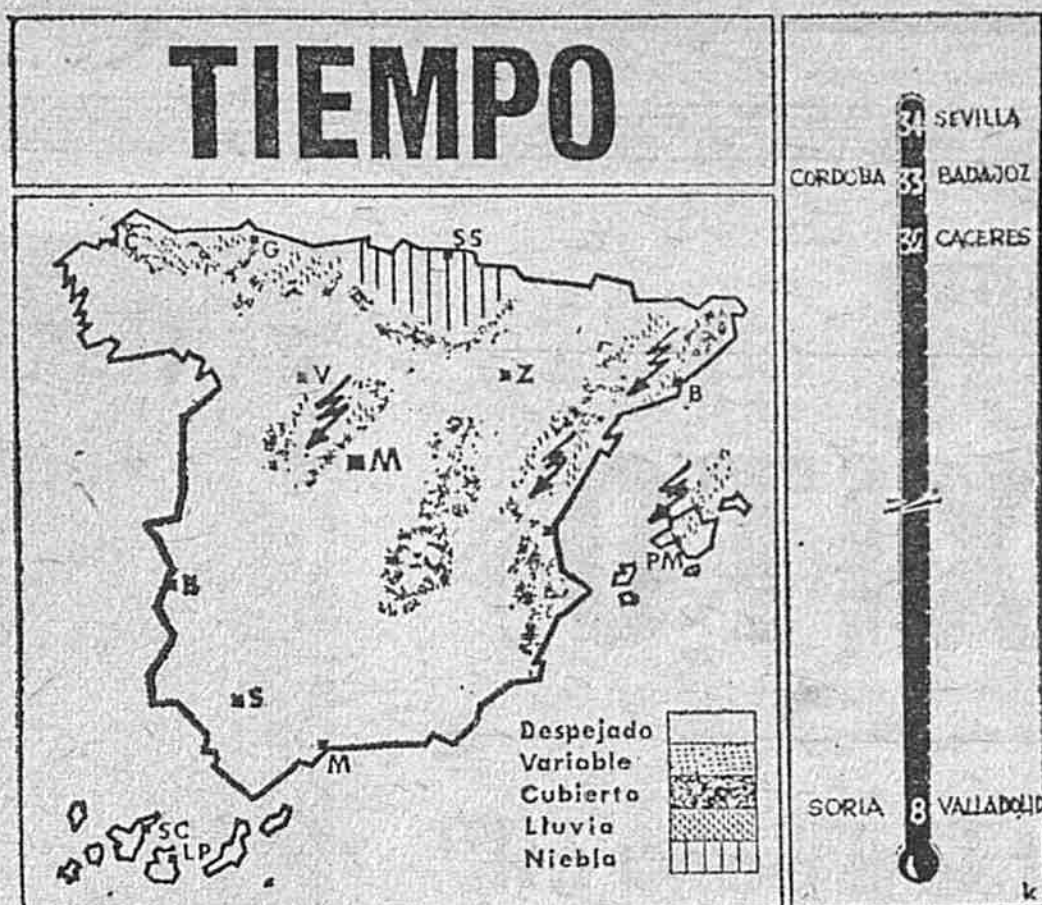 TIEMPO
C
G
SS
V
Z
B
M
PM
B
S
M
SC
LP
Despejado
Variable
Cubierto
Lluvia
Niebla
34 SEVILLA
CORDOBA 33 BADAJOZ
CACERES
SORIA 8 VALLADOLID
k